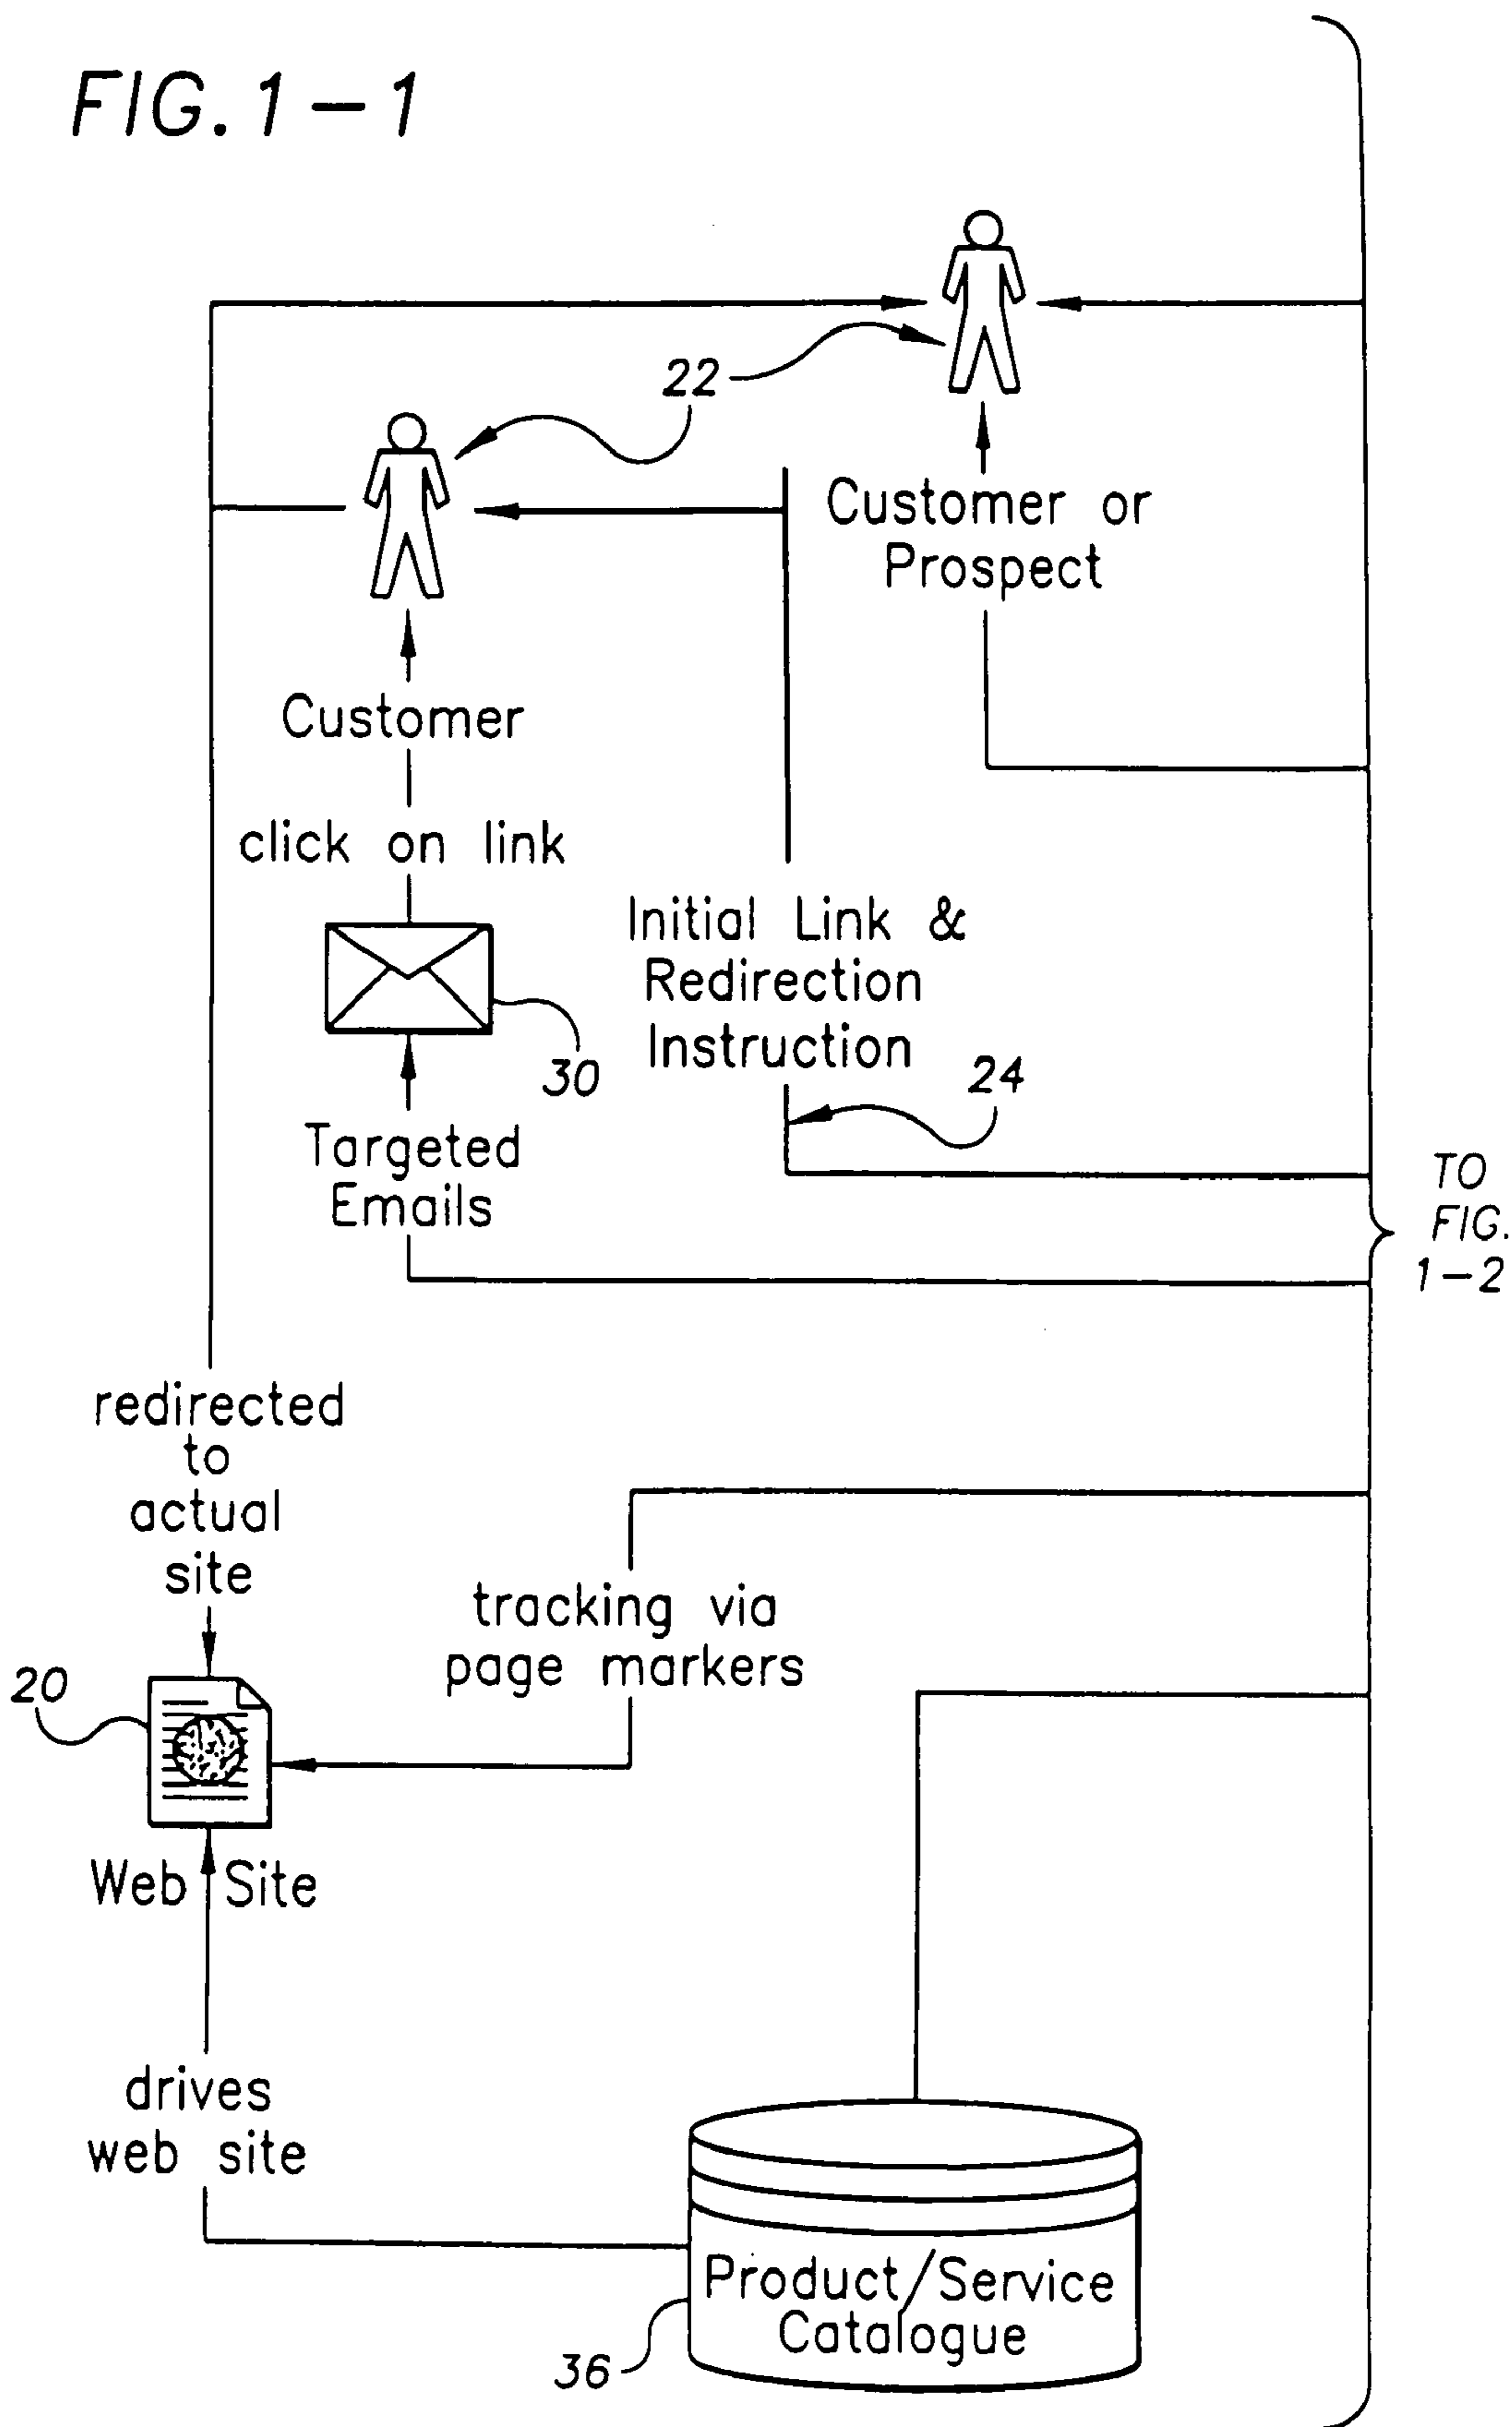 FIG. 1-1
22
Customer or
Prospect
Customer
click on link
Initial Link &
Redirection
Instruction
30
24
Targeted
Emails
TO
FIG.
1-2
redirected
to
actual
site
tracking via
page markers
20
Web Site
drives
web site
Product/Service
Catalogue
36